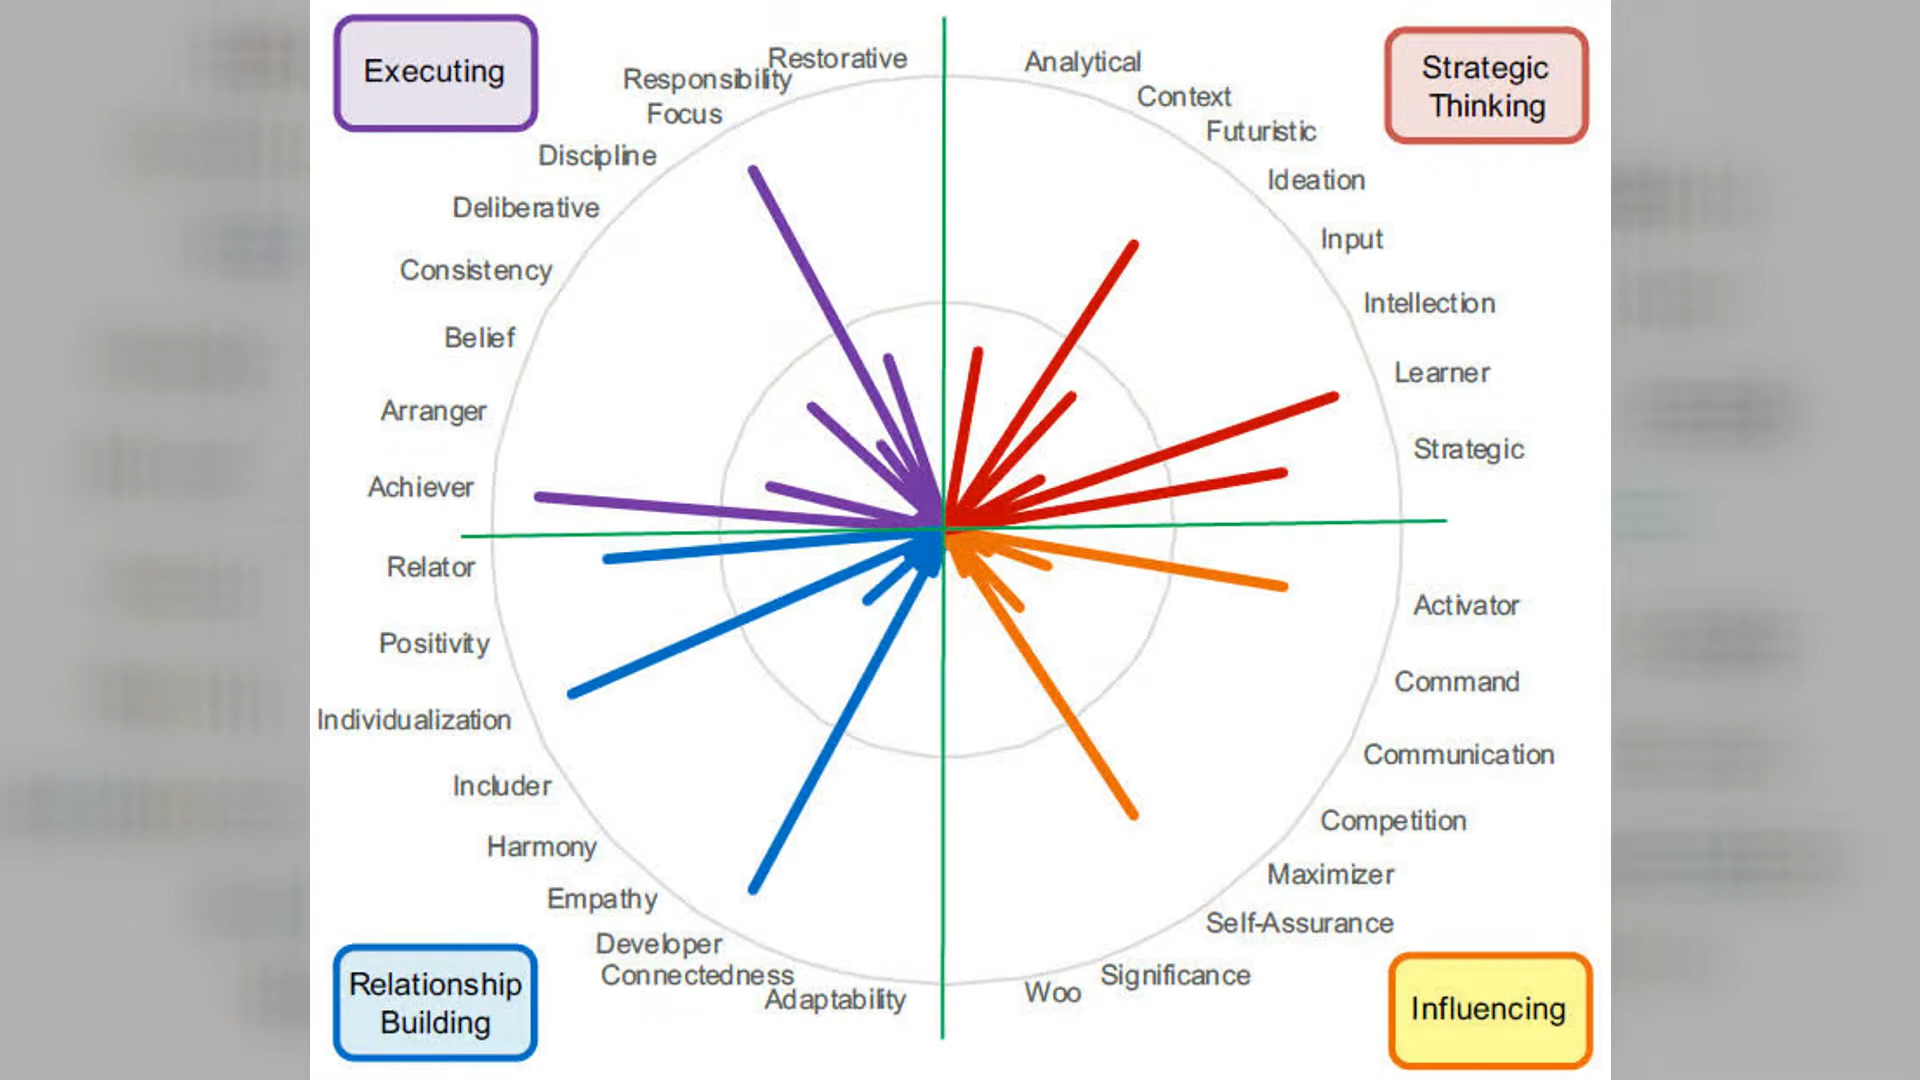 Executing
Restorative
Responsibility
Focus
Discipline
Deliberative
Consistency
Belief
Arranger
Achiever
Analytical
Context
Futuristic
Ideation
Input
Intellection
Learner
Strategic
Strategic
Thinking
Relator
Positivity
Individualization
Includer
Harmony
Empathy
Developer
Connectedness
Adaptability
Relationship
Building
Activator
Command
Communication
Competition
Maximizer
Self-Assurance
Significance
Woo
Influencing